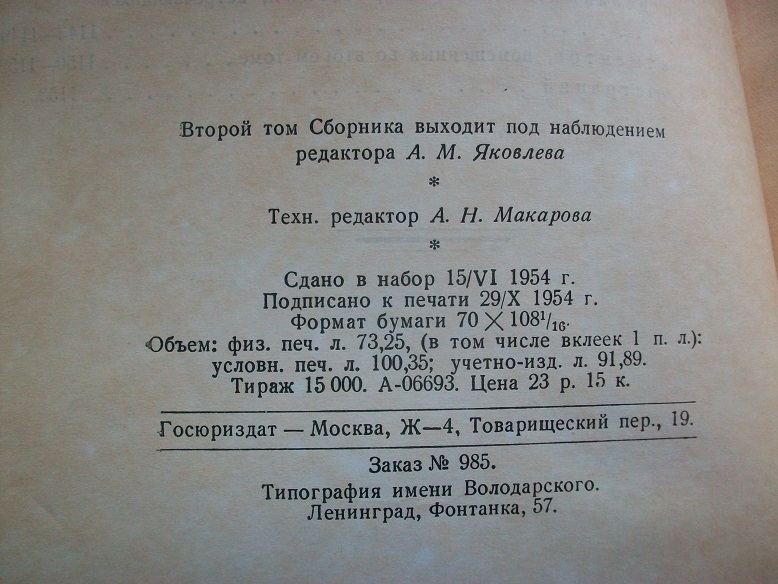 Второй том Сборника выходит под наблюдением
редактора А. М. Яковлева
*
Техн. редактор А. Н. Макарова
*
Сдано в набор 15/VI 1954 г.
Подписано к печати 29/X 1954 г.
Формат бумаги 70 × 108¹/₁₆.
Объем: физ. печ. л. 73,25, (в том числе вклеек 1 п. л.):
условн. печ. л. 100,35; учетно-изд. л. 91,89.
Тираж 15 000. А-06693. Цена 23 р. 15 к.
Госюриздат — Москва, Ж—4, Товарищеский пер., 19.
Заказ № 985.
Типография имени Володарского.
Ленинград, Фонтанка, 57.